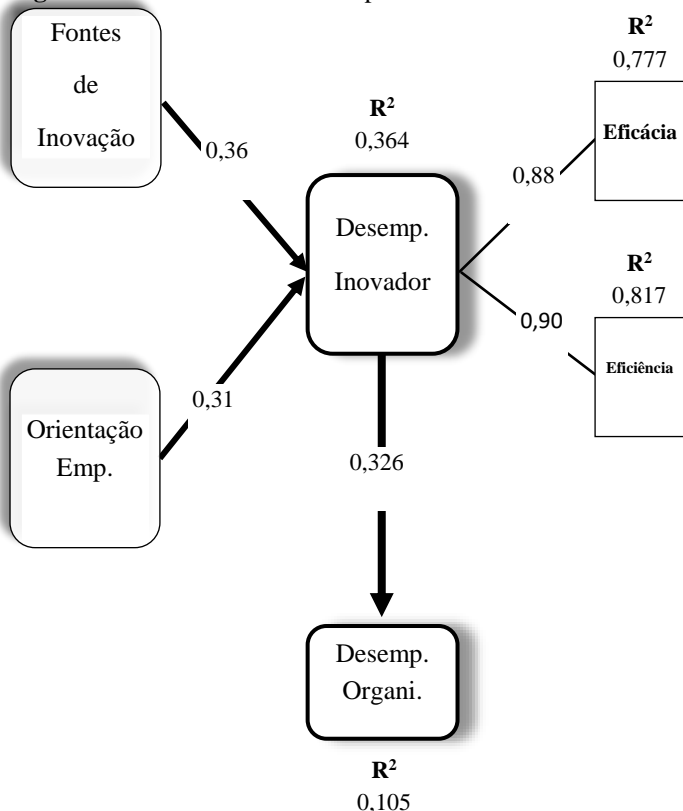 Fontes
de
Inovação
R²
0,777
Eficácia
R²
0,364
0,36
0,88
Desemp.
Inovador
R²
0,817
0,90
Eficiência
0,31
Orientação
Emp.
0,326
Desemp.
Organi.
R²
0,105